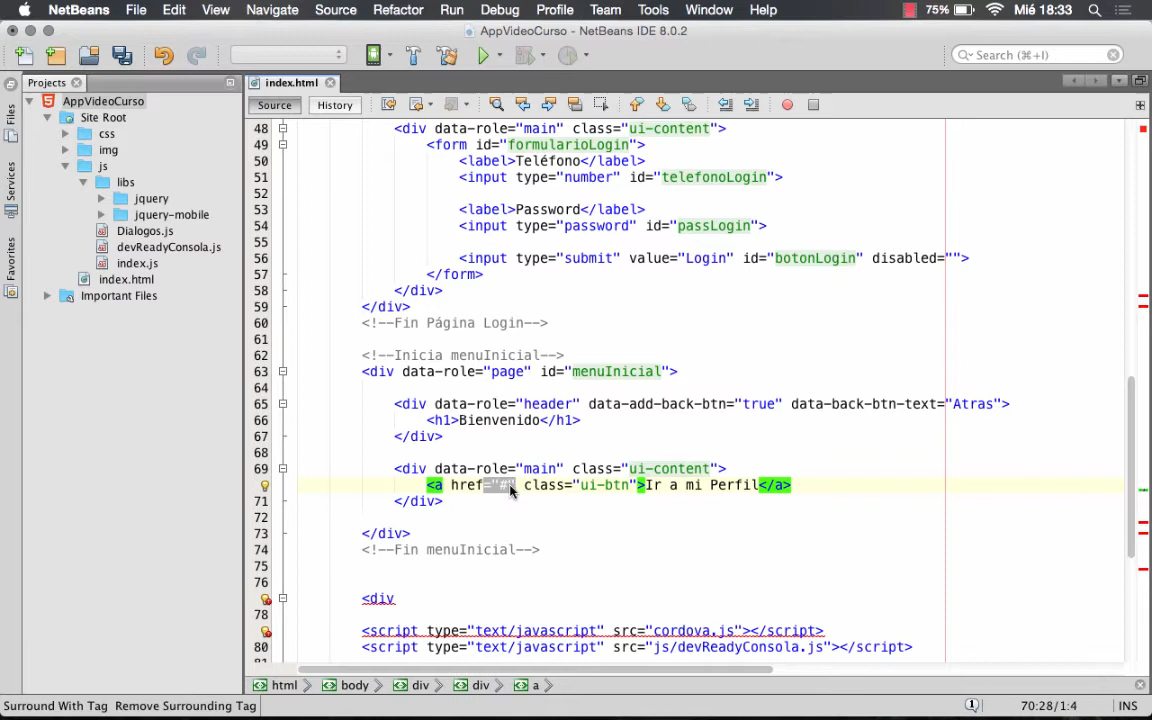 NetBeans File Edit View Navigate Source Refactor Run Debug Profile Team Tools Window Help 75% Mié 18:33
AppVideoCurso - NetBeans IDE 8.0.2
Search (⌘+I)
Projects
index.html
Source History
Files
Services
Favorites
AppVideoCurso
Site Root
css
img
js
libs
jquery
jquery-mobile
Dialogos.js
devReadyConsola.js
index.js
index.html
Important Files
48 <div data-role="main" class="ui-content">
49 <form id="formularioLogin">
50 <label>Teléfono</label>
51 <input type="number" id="telefonoLogin">
52
53 <label>Password</label>
54 <input type="password" id="passLogin">
55
56 <input type="submit" value="Login" id="botonLogin" disabled="">
57 </form>
58 </div>
59 </div>
60 <!--Fin Página Login-->
61
62 <!--Inicia menuInicial-->
63 <div data-role="page" id="menuInicial">
64
65 <div data-role="header" data-add-back-btn="true" data-back-btn-text="Atras">
66 <h1>Bienvenido</h1>
67 </div>
68
69 <div data-role="main" class="ui-content">
<a href="#" class="ui-btn">Ir a mi Perfil</a>
71 </div>
72
73 </div>
74 <!--Fin menuInicial-->
75
76
<div
78
<script type="text/javascript" src="cordova.js"></script>
80 <script type="text/javascript" src="js/devReadyConsola.js"></script>
html body div div a
Surround With Tag Remove Surrounding Tag 1 70:28/1:4 INS